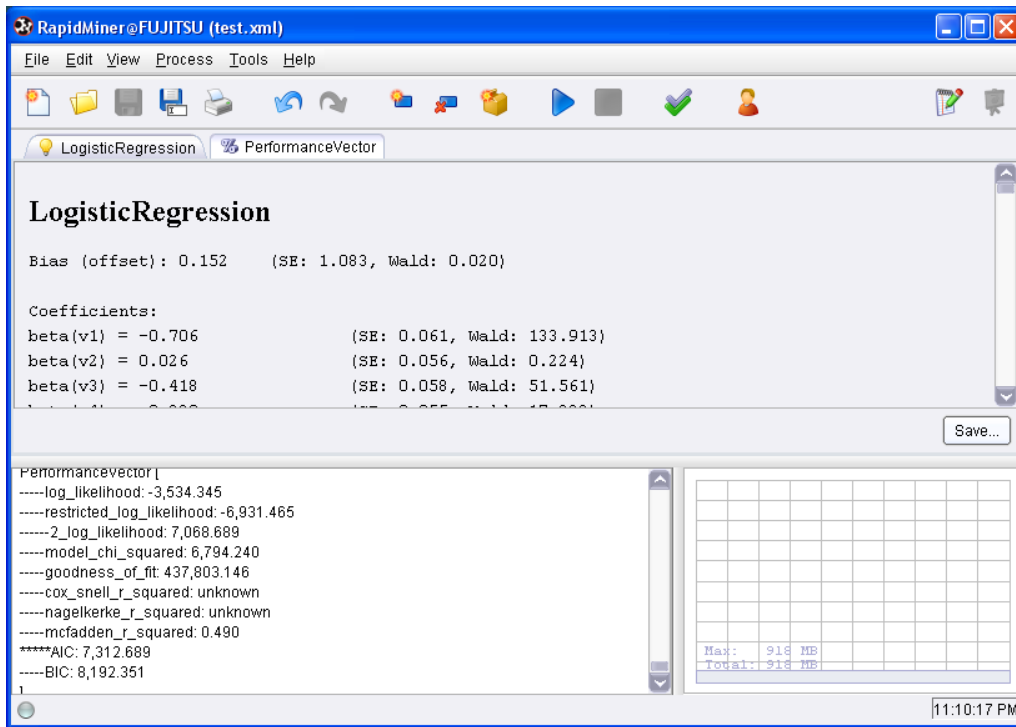 RapidMiner@FUJITSU (test.xml)
File Edit View Process Tools Help
LogisticRegression PerformanceVector
LogisticRegression
Bias (offset): 0.152 (SE: 1.083, Wald: 0.020)
Coefficients:
beta(v1) = -0.706 (SE: 0.061, Wald: 133.913)
beta(v2) = 0.026 (SE: 0.056, Wald: 0.224)
beta(v3) = -0.418 (SE: 0.058, Wald: 51.561)
Save...
PerformanceVector [
-----log_likelihood: -3,534.345
-----restricted_log_likelihood: -6,931.465
------2_log_likelihood: 7,068.689
-----model_chi_squared: 6,794.240
-----goodness_of_fit: 437,803.146
-----cox_snell_r_squared: unknown
-----nagelkerke_r_squared: unknown
-----mcfadden_r_squared: 0.490
*****AIC: 7,312.689
-----BIC: 8,192.351
]
Max: 918 MB
Total: 918 MB
11:10:17 PM